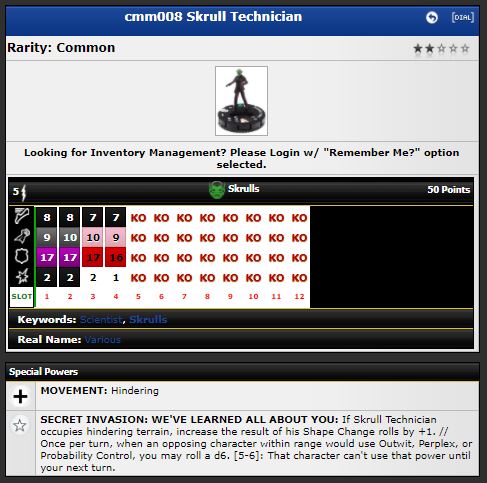 cmm008 Skrull Technician
[DIAL]
Rarity: Common
Looking for Inventory Management? Please Login w/ "Remember Me?" option
selected.
5 Skrulls 50 Points
8 8 7 7 KO KO KO KO KO KO KO KO
9 10 10 9 KO KO KO KO KO KO KO KO
17 17 17 16 KO KO KO KO KO KO KO KO
2 2 2 1 KO KO KO KO KO KO KO KO
SLOT 1 2 3 4 5 6 7 8 9 10 11 12
Keywords: Scientist, Skrulls
Real Name: Various
Special Powers
MOVEMENT: Hindering
SECRET INVASION: WE'VE LEARNED ALL ABOUT YOU: If Skrull Technician
occupies hindering terrain, increase the result of his Shape Change rolls by +1. //
Once per turn, when an opposing character within range would use Outwit, Perplex, or
Probability Control, you may roll a d6. [5-6]: That character can't use that power until
your next turn.